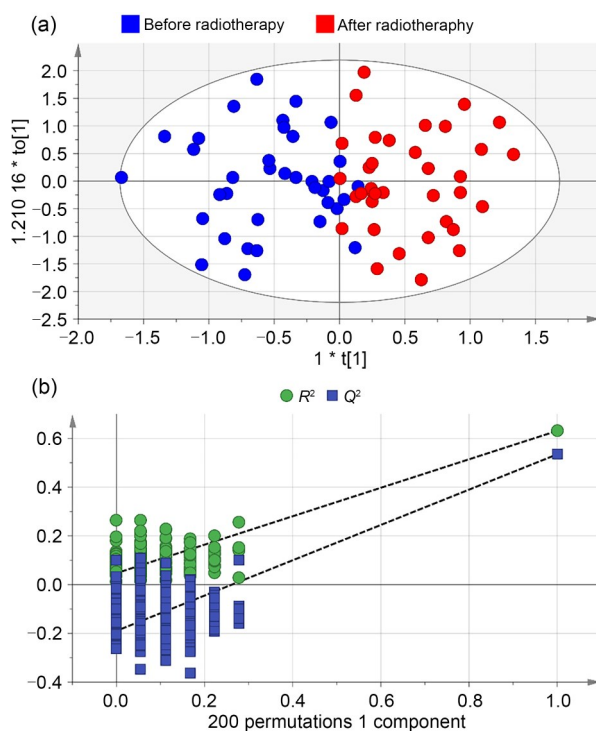 (a)
Before radiotherapy After radiotheraphy
2.0
1.5
1.0
0.5
0.0
−0.5
−1.0
−1.5
−2.0
−2.5
1.210 16 * to[1]
−2.0 −1.5 −1.0 −0.5 0.0 0.5 1.0 1.5
1 * t[1]
(b)
R² Q²
0.6
0.4
0.2
0.0
−0.2
−0.4
0.0 0.2 0.4 0.6 0.8 1.0
200 permutations 1 component